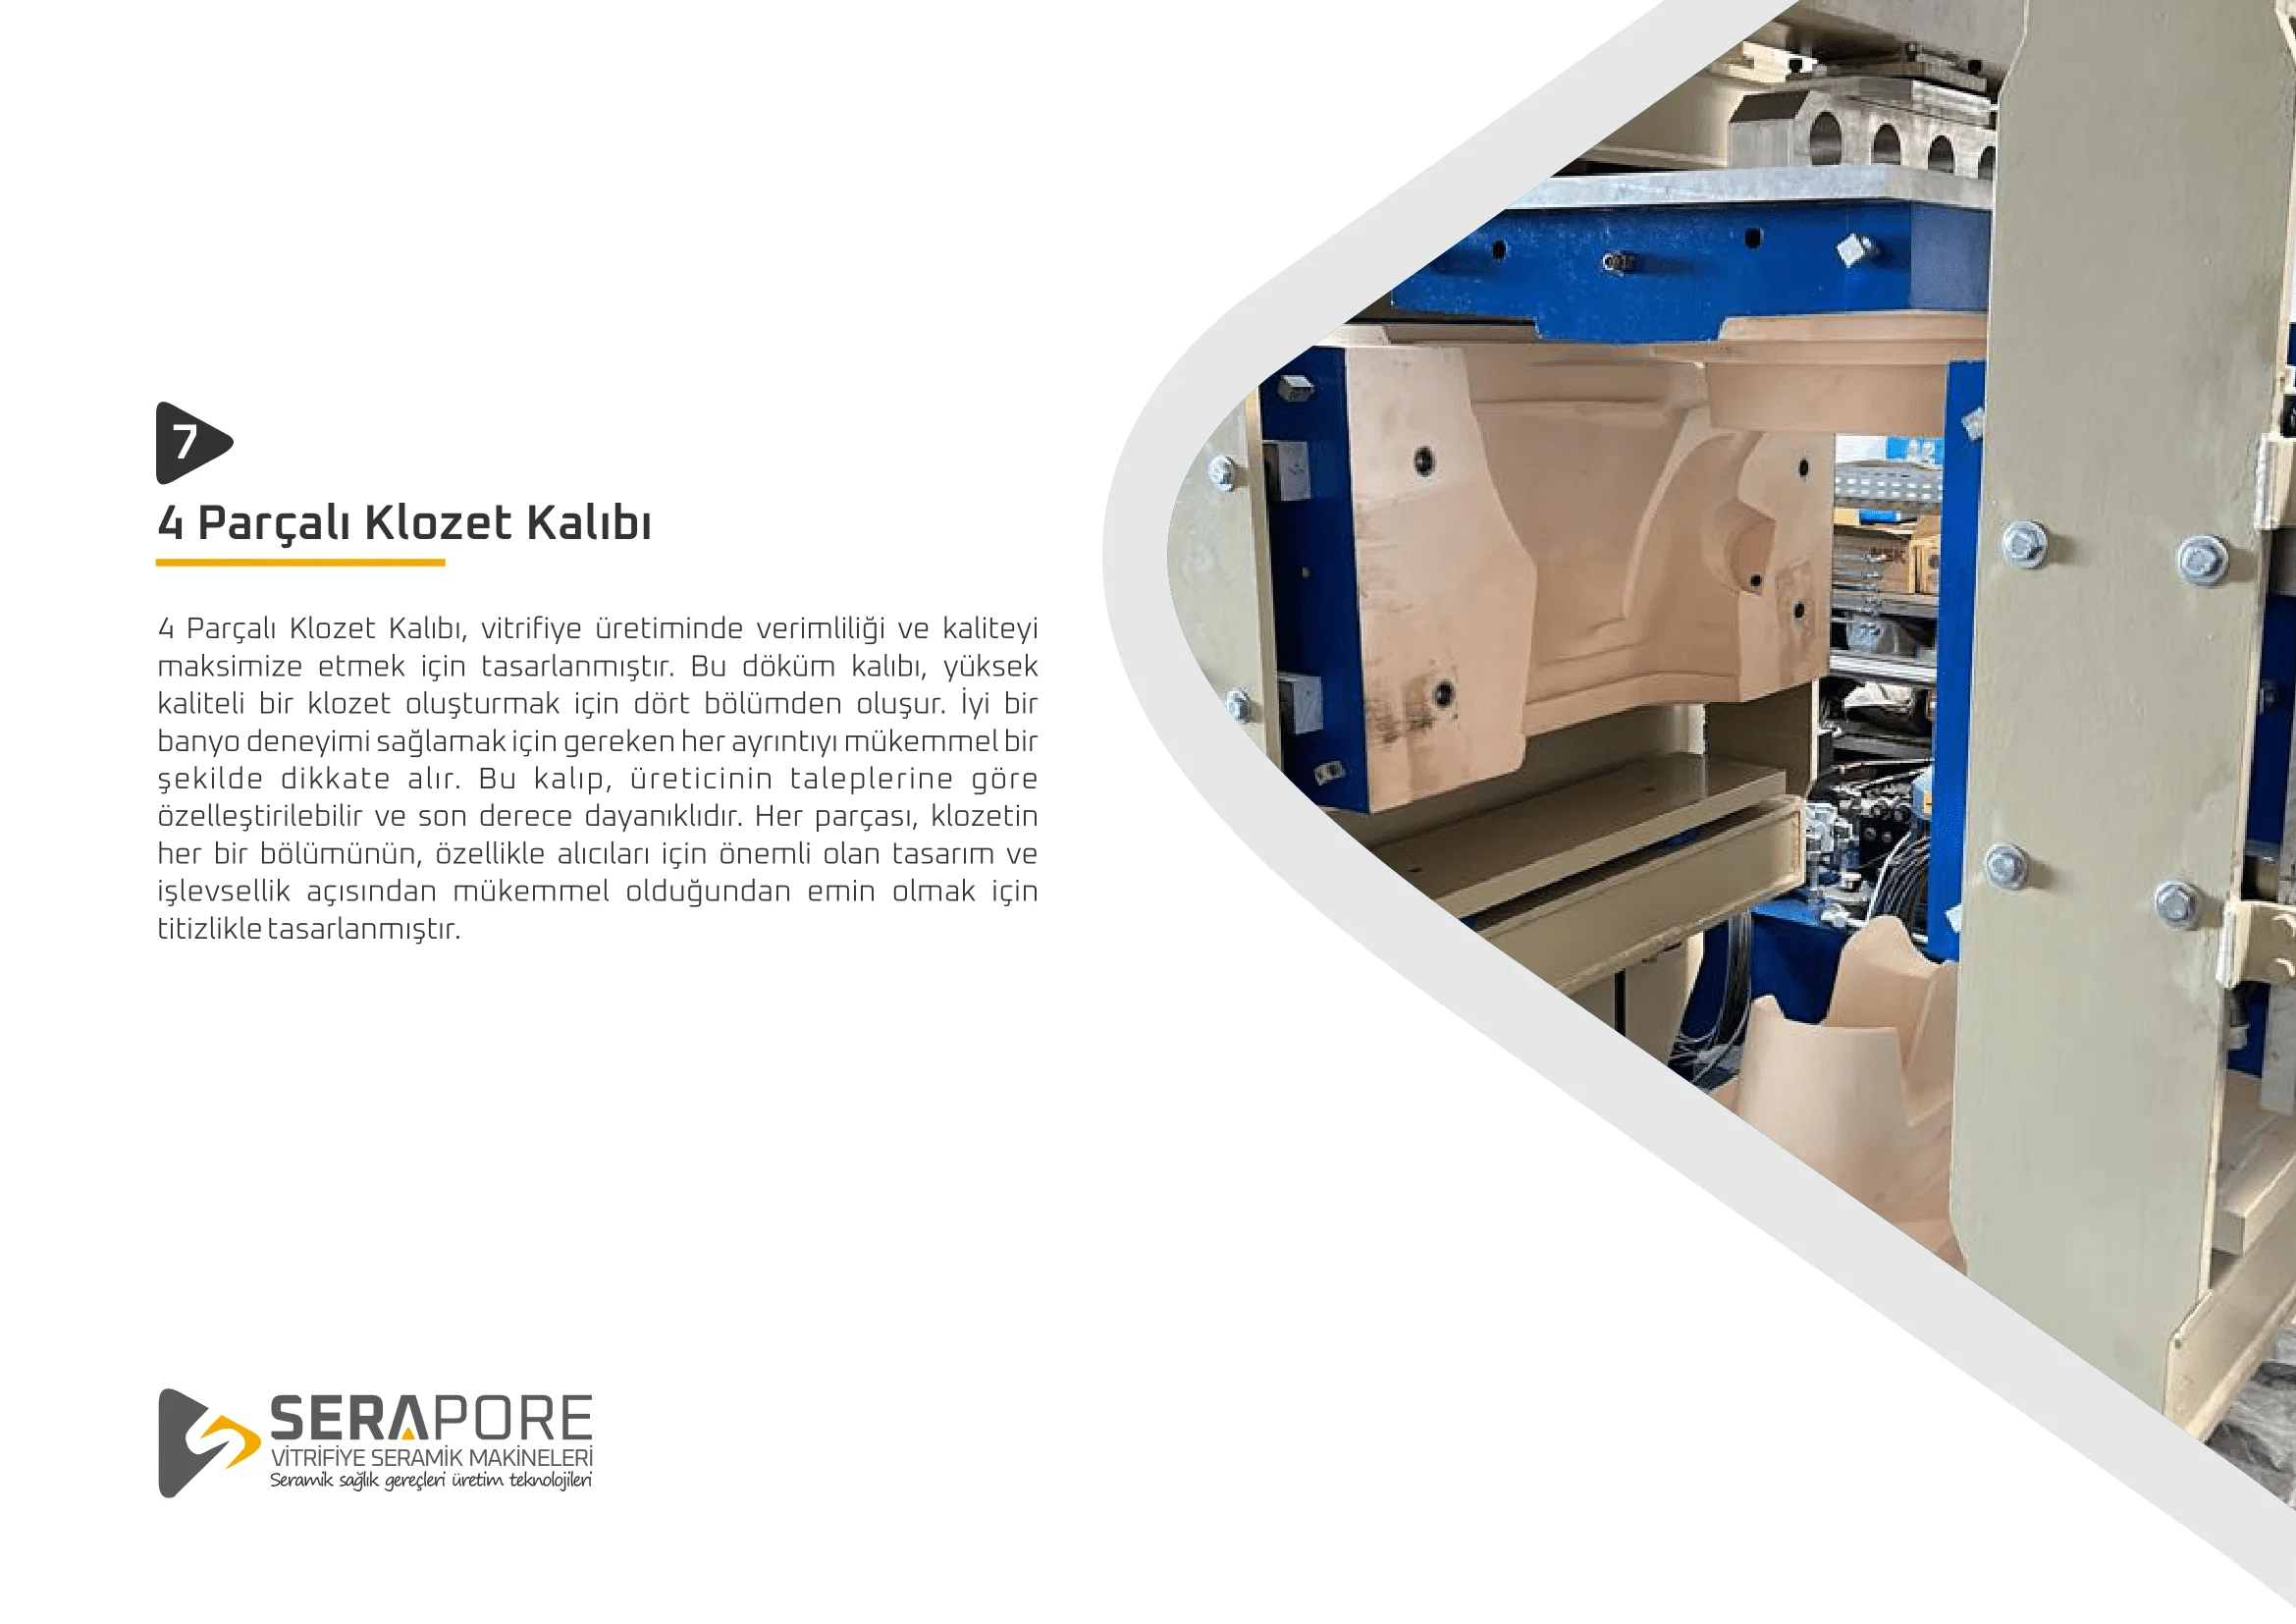 7
4 Parçalı Klozet Kalıbı
4 Parçalı Klozet Kalıbı, vitrifiye üretiminde verimliliği ve kaliteyi
maksimize etmek için tasarlanmıştır. Bu döküm kalıbı, yüksek
kaliteli bir klozet oluşturmak için dört bölümden oluşur. İyi bir
banyo deneyimi sağlamak için gereken her ayrıntıyı mükemmel bir
şekilde dikkate alır. Bu kalıp, üreticinin taleplerine göre
özelleştirilebilir ve son derece dayanıklıdır. Her parçası, klozetin
her bir bölümünün, özellikle alıcıları için önemli olan tasarım ve
işlevsellik açısından mükemmel olduğundan emin olmak için
titizlikle tasarlanmıştır.
SERAPORE
VİTRİFİYE SERAMİK MAKİNELERİ
Seramik sağlık gereçleri üretim teknolojileri